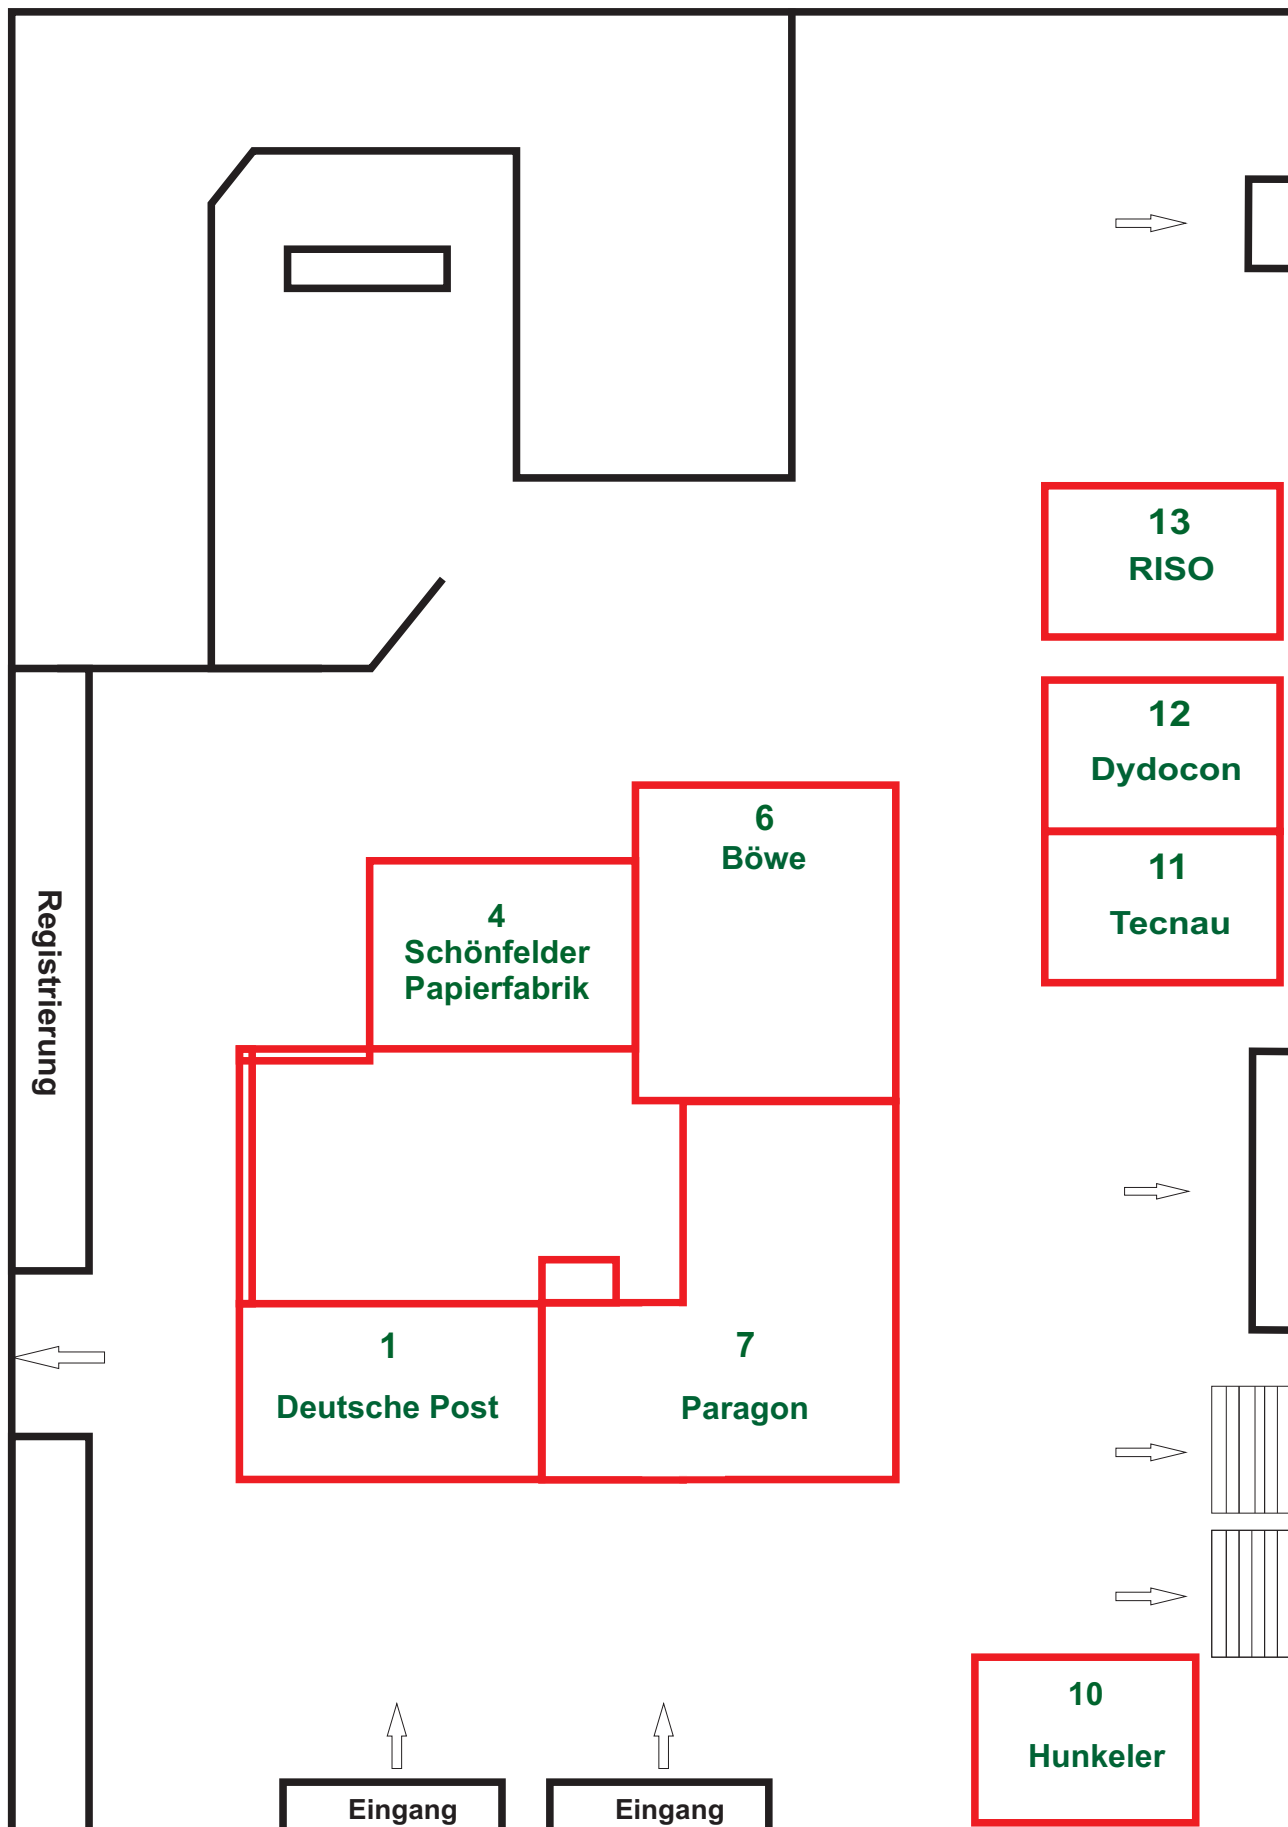 13
RISO
12
Dydocon
6
Böwe
11
Tecnau
4
Schönfelder
Papierfabrik
Registrierung
1
Deutsche Post
7
Paragon
10
Hunkeler
Eingang
Eingang